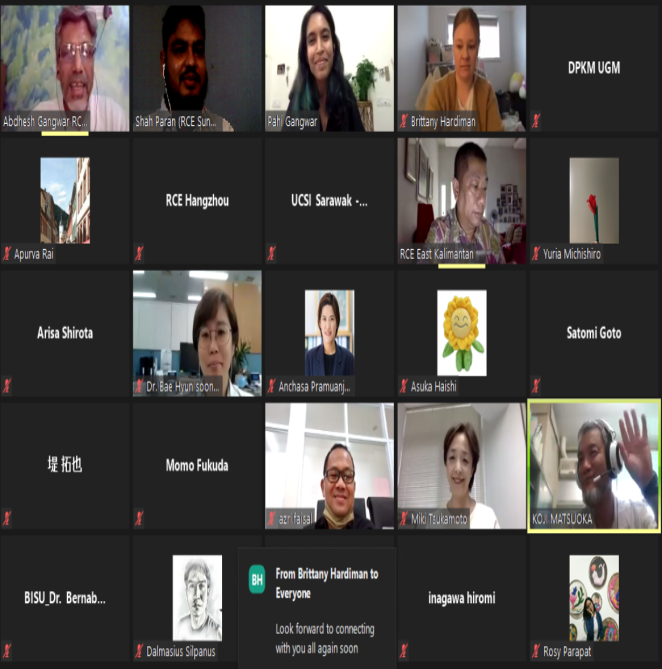 Abdhesh Gangwar RC...
Shah Paran (RCE Sun...
Pahi Gangwar
Brittany Hardiman
DPKM UGM
Apurva Rai
RCE Hangzhou
UCSI Sarawak -...
RCE East Kalimantan
Yuria Michishiro
Arisa Shirota
Dr. Bae Hyun soon...
Anchasa Pramuanj...
Asuka Haishi
Satomi Goto
堤 拓也
Momo Fukuda
azri faisal
Miki Tsukamoto
KOJI MATSUOKA
BISU_Dr. Bernab...
Dalmasius Silpanus
BH
From Brittany Hardiman to
Everyone
Look forward to connecting
with you all again soon
inagawa hiromi
Rosy Parapat